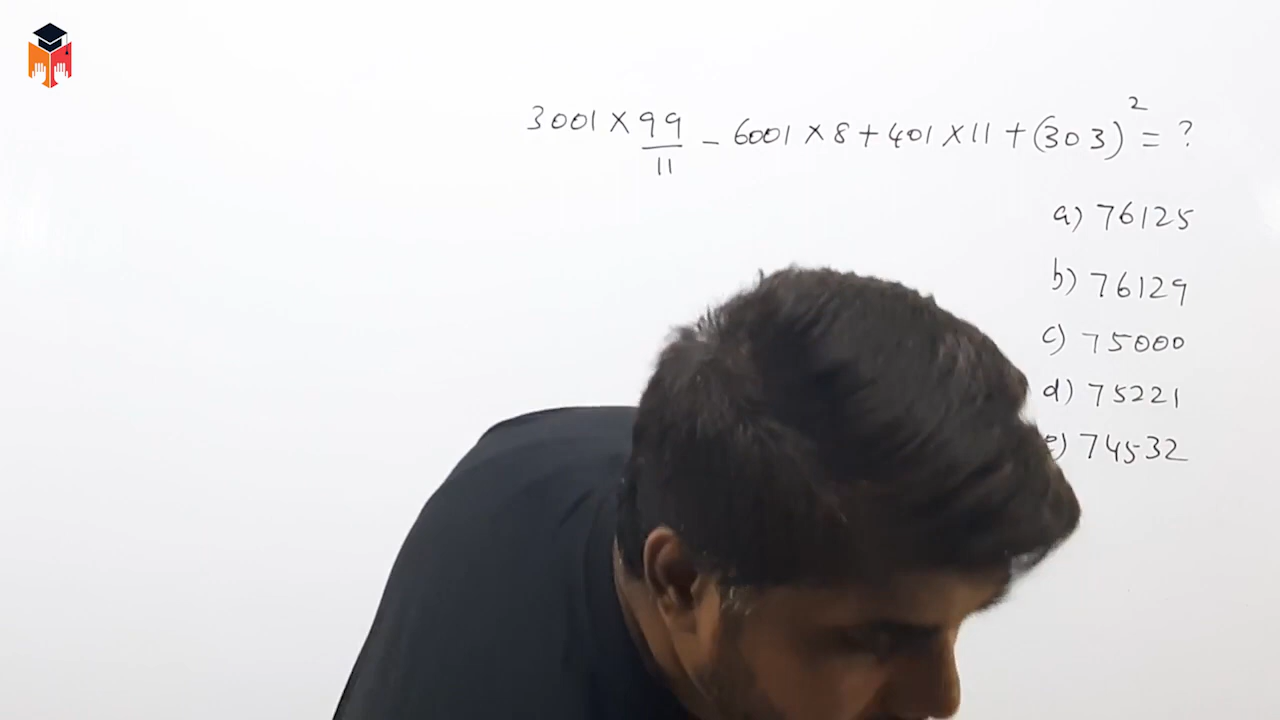 3001 × 99/11 - 6001 × 8 + 401 × 11 + (303)² = ?
a) 76125
b) 76129
c) 75000
d) 75221
e) 74532